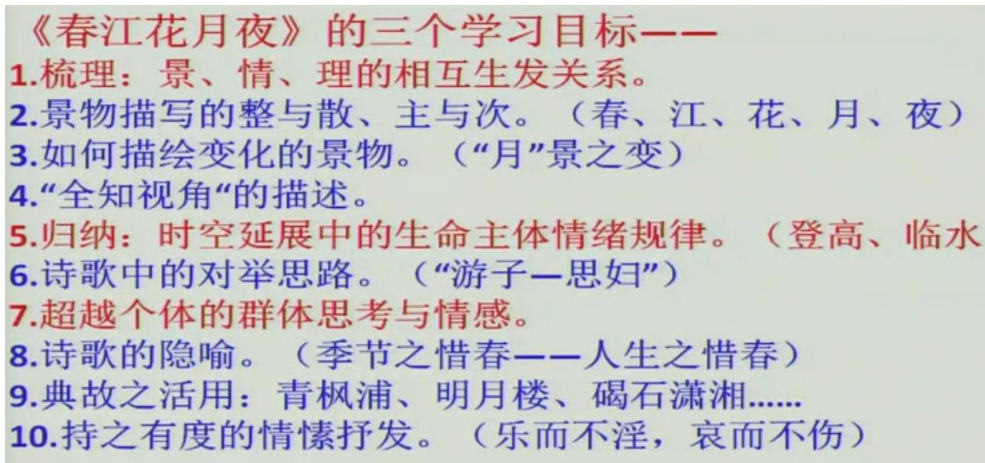 《春江花月夜》的三个学习目标——
1.梳理：景、情、理的相互生发关系。
2.景物描写的整与散、主与次。（春、江、花、月、夜）
3.如何描绘变化的景物。（“月”景之变）
4.“全知视角“的描述。
5.归纳：时空延展中的生命主体情绪规律。（登高、临水
6.诗歌中的对举思路。（“游子—思妇”）
7.超越个体的群体思考与情感。
8.诗歌的隐喻。（季节之惜春——人生之惜春）
9.典故之活用：青枫浦、明月楼、碣石潇湘……
10.持之有度的情愫抒发。（乐而不淫，哀而不伤）